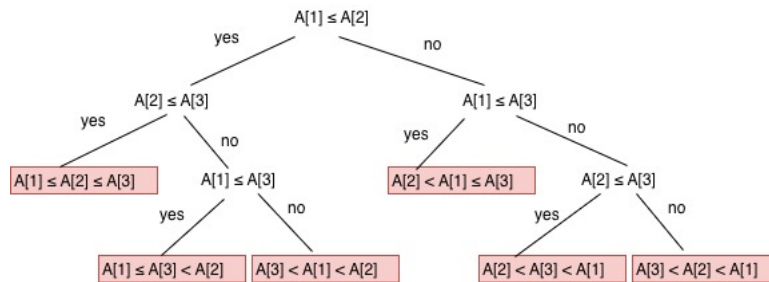 A[1] ≤ A[2]
yes
no
A[2] ≤ A[3]
A[1] ≤ A[3]
yes
no
yes
no
A[1] ≤ A[2] ≤ A[3]
A[1] ≤ A[3]
A[2] < A[1] ≤ A[3]
A[2] ≤ A[3]
yes
no
yes
no
A[1] ≤ A[3] < A[2]
A[3] < A[1] < A[2]
A[2] < A[3] < A[1]
A[3] < A[2] < A[1]